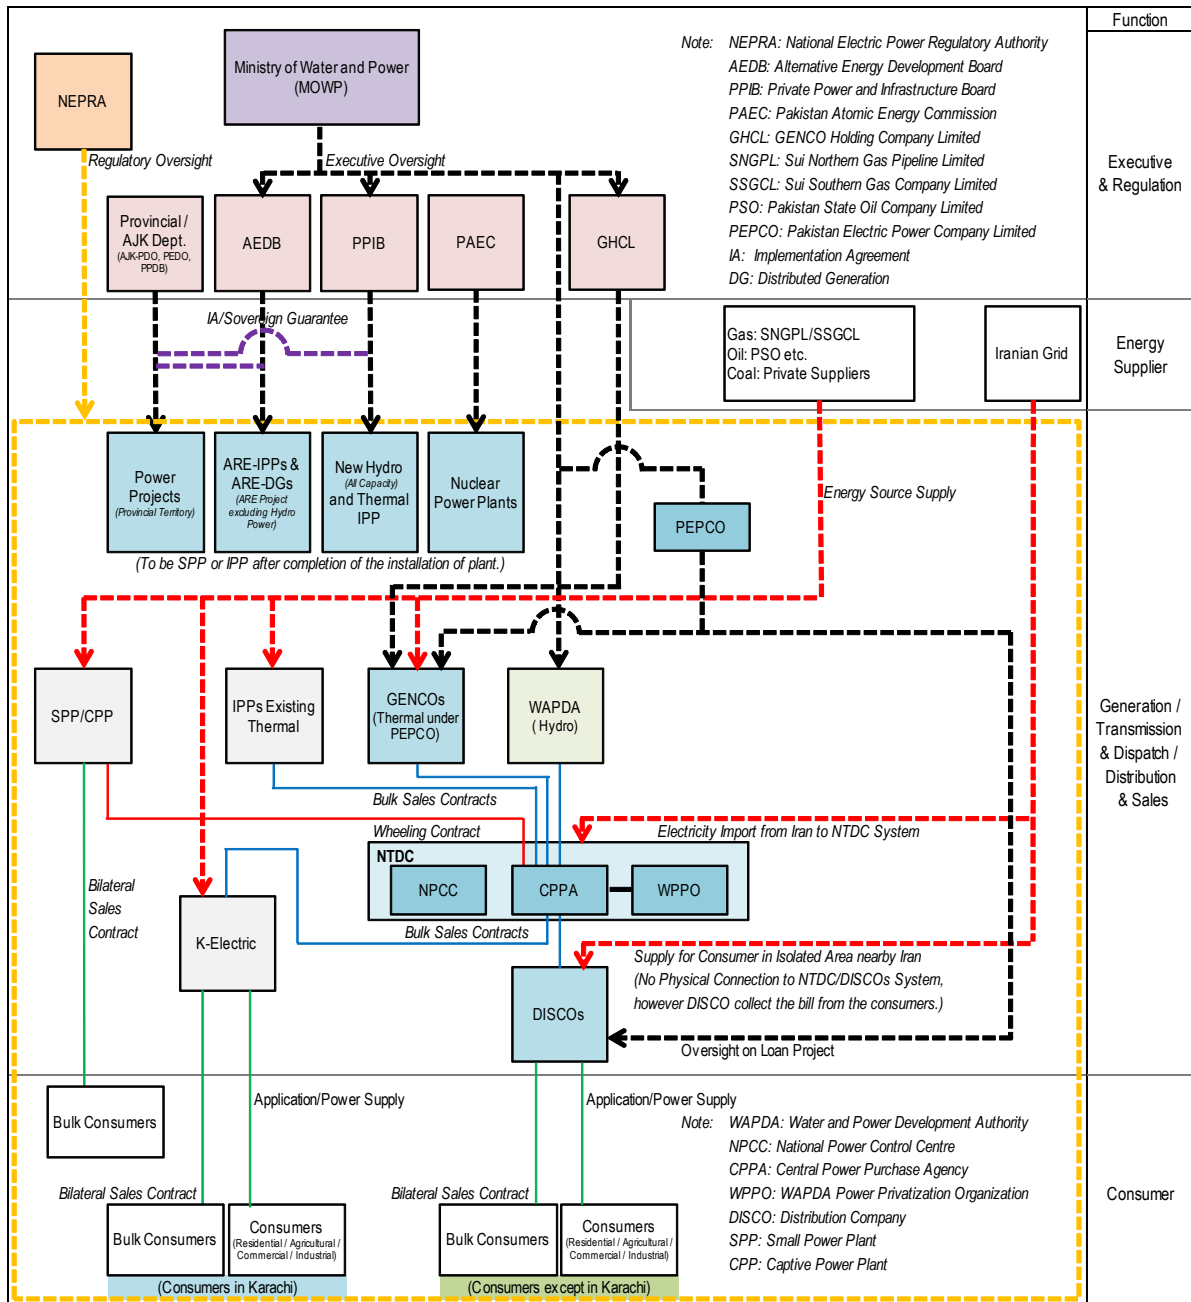 Function
Ministry of Water and Power
(MOWP)
NEPRA
Note: NEPRA: National Electric Power Regulatory Authority
AEDB: Alternative Energy Development Board
PPIB: Private Power and Infrastructure Board
PAEC: Pakistan Atomic Energy Commission
GHCL: GENCO Holding Company Limited
SNGPL: Sui Northern Gas Pipeline Limited
SSGCL: Sui Southern Gas Company Limited
PSO: Pakistan State Oil Company Limited
PEPCO: Pakistan Electric Power Company Limited
IA: Implementation Agreement
DG: Distributed Generation
Executive
& Regulation
Regulatory Oversight
Executive Oversight
Provincial /
AJK Dept.
(AJK-PDO, PEDO,
PPDB)
AEDB
PPIB
PAEC
GHCL
IA/Sovereign Guarantee
Gas: SNGPL/SSGCL
Oil: PSO etc.
Coal: Private Suppliers
Iranian Grid
Energy
Supplier
Power
Projects
(Provincial Territory)
ARE-IPPs &
ARE-DGs
(ARE Project
excluding Hydro
Power)
New Hydro
(All Capacity)
and Thermal
IPP
Nuclear
Power Plants
Energy Source Supply
PEPCO
(To be SPP or IPP after completion of the installation of plant.)
SPP/CPP
IPPs Existing
Thermal
GENCOs
(Thermal under
PEPCO)
WAPDA
( Hydro)
Generation /
Transmission
& Dispatch /
Distribution
& Sales
Bulk Sales Contracts
Wheeling Contract
Electricity Import from Iran to NTDC System
NTDC
NPCC
CPPA
WPPO
Bilateral
Sales
Contract
K-Electric
Bulk Sales Contracts
Supply for Consumer in Isolated Area nearby Iran
(No Physical Connection to NTDC/DISCOs System,
however DISCO collect the bill from the consumers.)
DISCOs
Oversight on Loan Project
Bulk Consumers
Application/Power Supply
Application/Power Supply
Note: WAPDA: Water and Power Development Authority
NPCC: National Power Control Centre
CPPA: Central Power Purchase Agency
WPPO: WAPDA Power Privatization Organization
DISCO: Distribution Company
SPP: Small Power Plant
CPP: Captive Power Plant
Consumer
Bilateral Sales Contract
Bilateral Sales Contract
Bulk Consumers
Consumers
(Residential / Agricultural /
Commercial / Industrial)
Bulk Consumers
Consumers
(Residential / Agricultural /
Commercial / Industrial)
(Consumers in Karachi)
(Consumers except in Karachi)